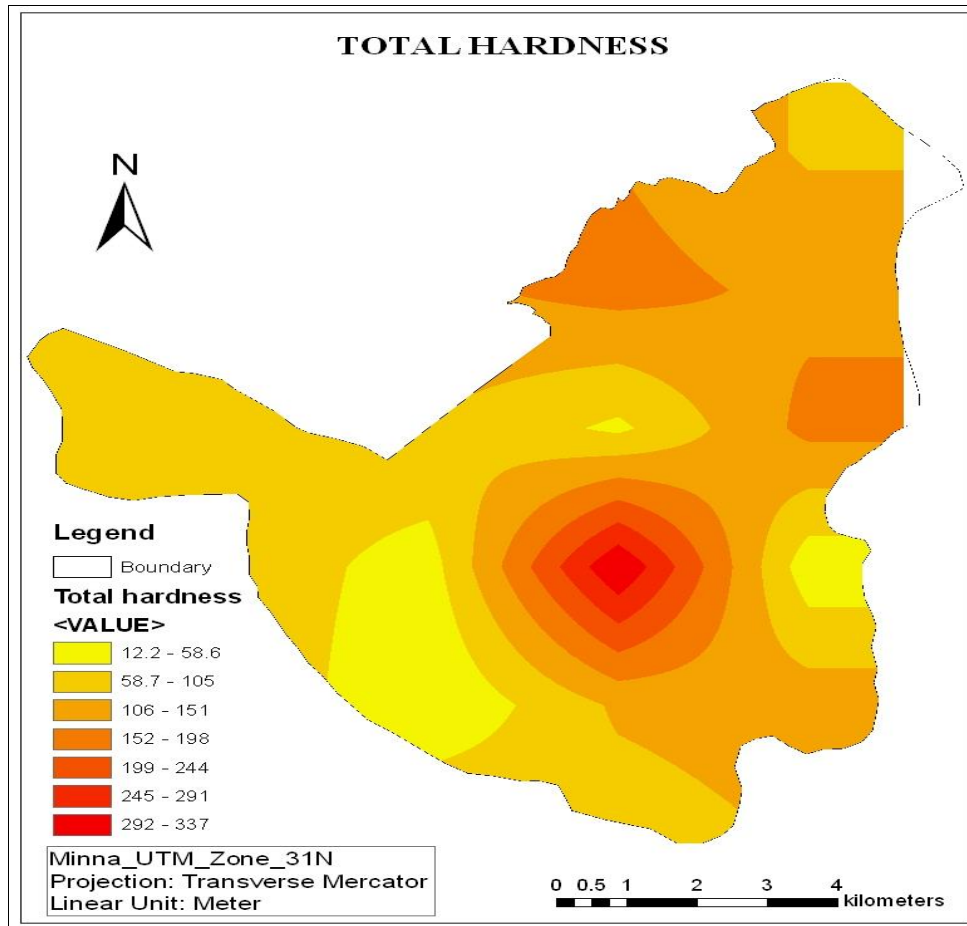 TOTAL HARDNESS
N
Legend
Boundary
Total hardness
<VALUE>
12.2 - 58.6
58.7 - 105
106 - 151
152 - 198
199 - 244
245 - 291
292 - 337
Minna_UTM_Zone_31N
Projection: Transverse Mercator
Linear Unit: Meter
0 0.5 1 2 3 4
kilometers